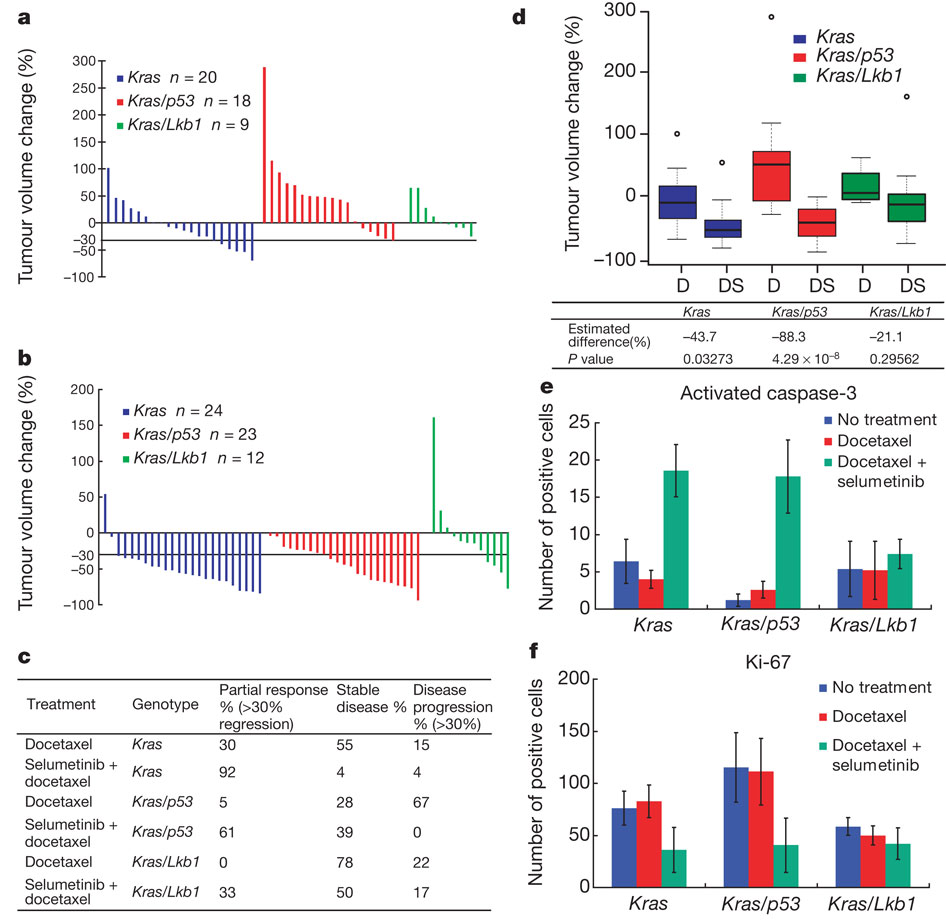 a
Tumour volume change (%)
300
250
200
150
100
50
0
−30
−50
−100
Kras n = 20
Kras/p53 n = 18
Kras/Lkb1 n = 9
b
Tumour volume change (%)
200
150
100
50
0
−30
−50
−100
Kras n = 24
Kras/p53 n = 23
Kras/Lkb1 n = 12
c
Treatment Genotype Partial response % (>30% regression) Stable disease % Disease progression % (>30%)
Docetaxel Kras 30 55 15
Selumetinib + docetaxel Kras 92 4 4
Docetaxel Kras/p53 5 28 67
Selumetinib + docetaxel Kras/p53 61 39 0
Docetaxel Kras/Lkb1 0 78 22
Selumetinib + docetaxel Kras/Lkb1 33 50 17
d
Tumour volume change (%)
300
200
100
0
−100
Kras
Kras/p53
Kras/Lkb1
D DS D DS D DS
Kras Kras/p53 Kras/Lkb1
Estimated difference(%) −43.7 −88.3 −21.1
P value 0.03273 4.29 × 10⁻⁸ 0.29562
e
Activated caspase-3
Number of positive cells
25
20
15
10
5
0
No treatment
Docetaxel
Docetaxel +
selumetinib
Kras Kras/p53 Kras/Lkb1
f
Ki-67
Number of positive cells
200
150
100
50
0
No treatment
Docetaxel
Docetaxel +
selumetinib
Kras Kras/p53 Kras/Lkb1